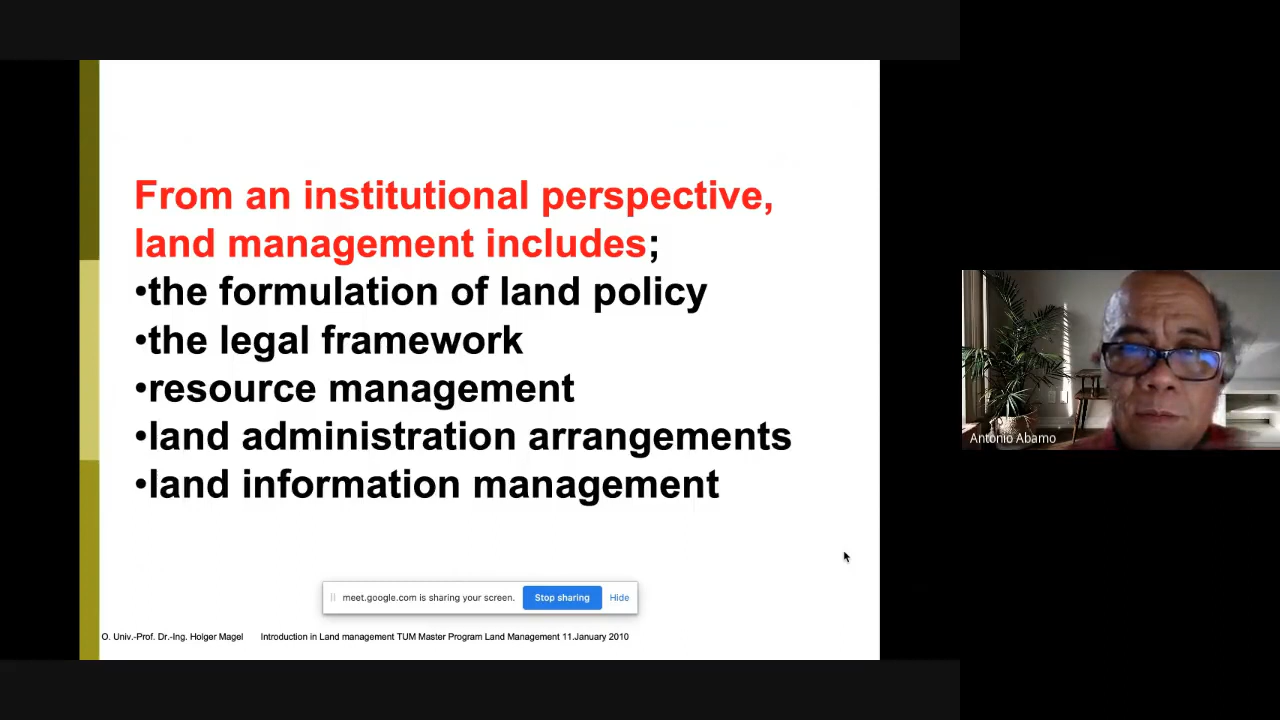 From an institutional perspective,
land management includes;
•the formulation of land policy
•the legal framework
•resource management
•land administration arrangements
•land information management
Antonio Abamo
meet.google.com is sharing your screen. Stop sharing Hide
O. Univ.-Prof. Dr.-Ing. Holger Magel Introduction in Land management TUM Master Program Land Management 11.January 2010